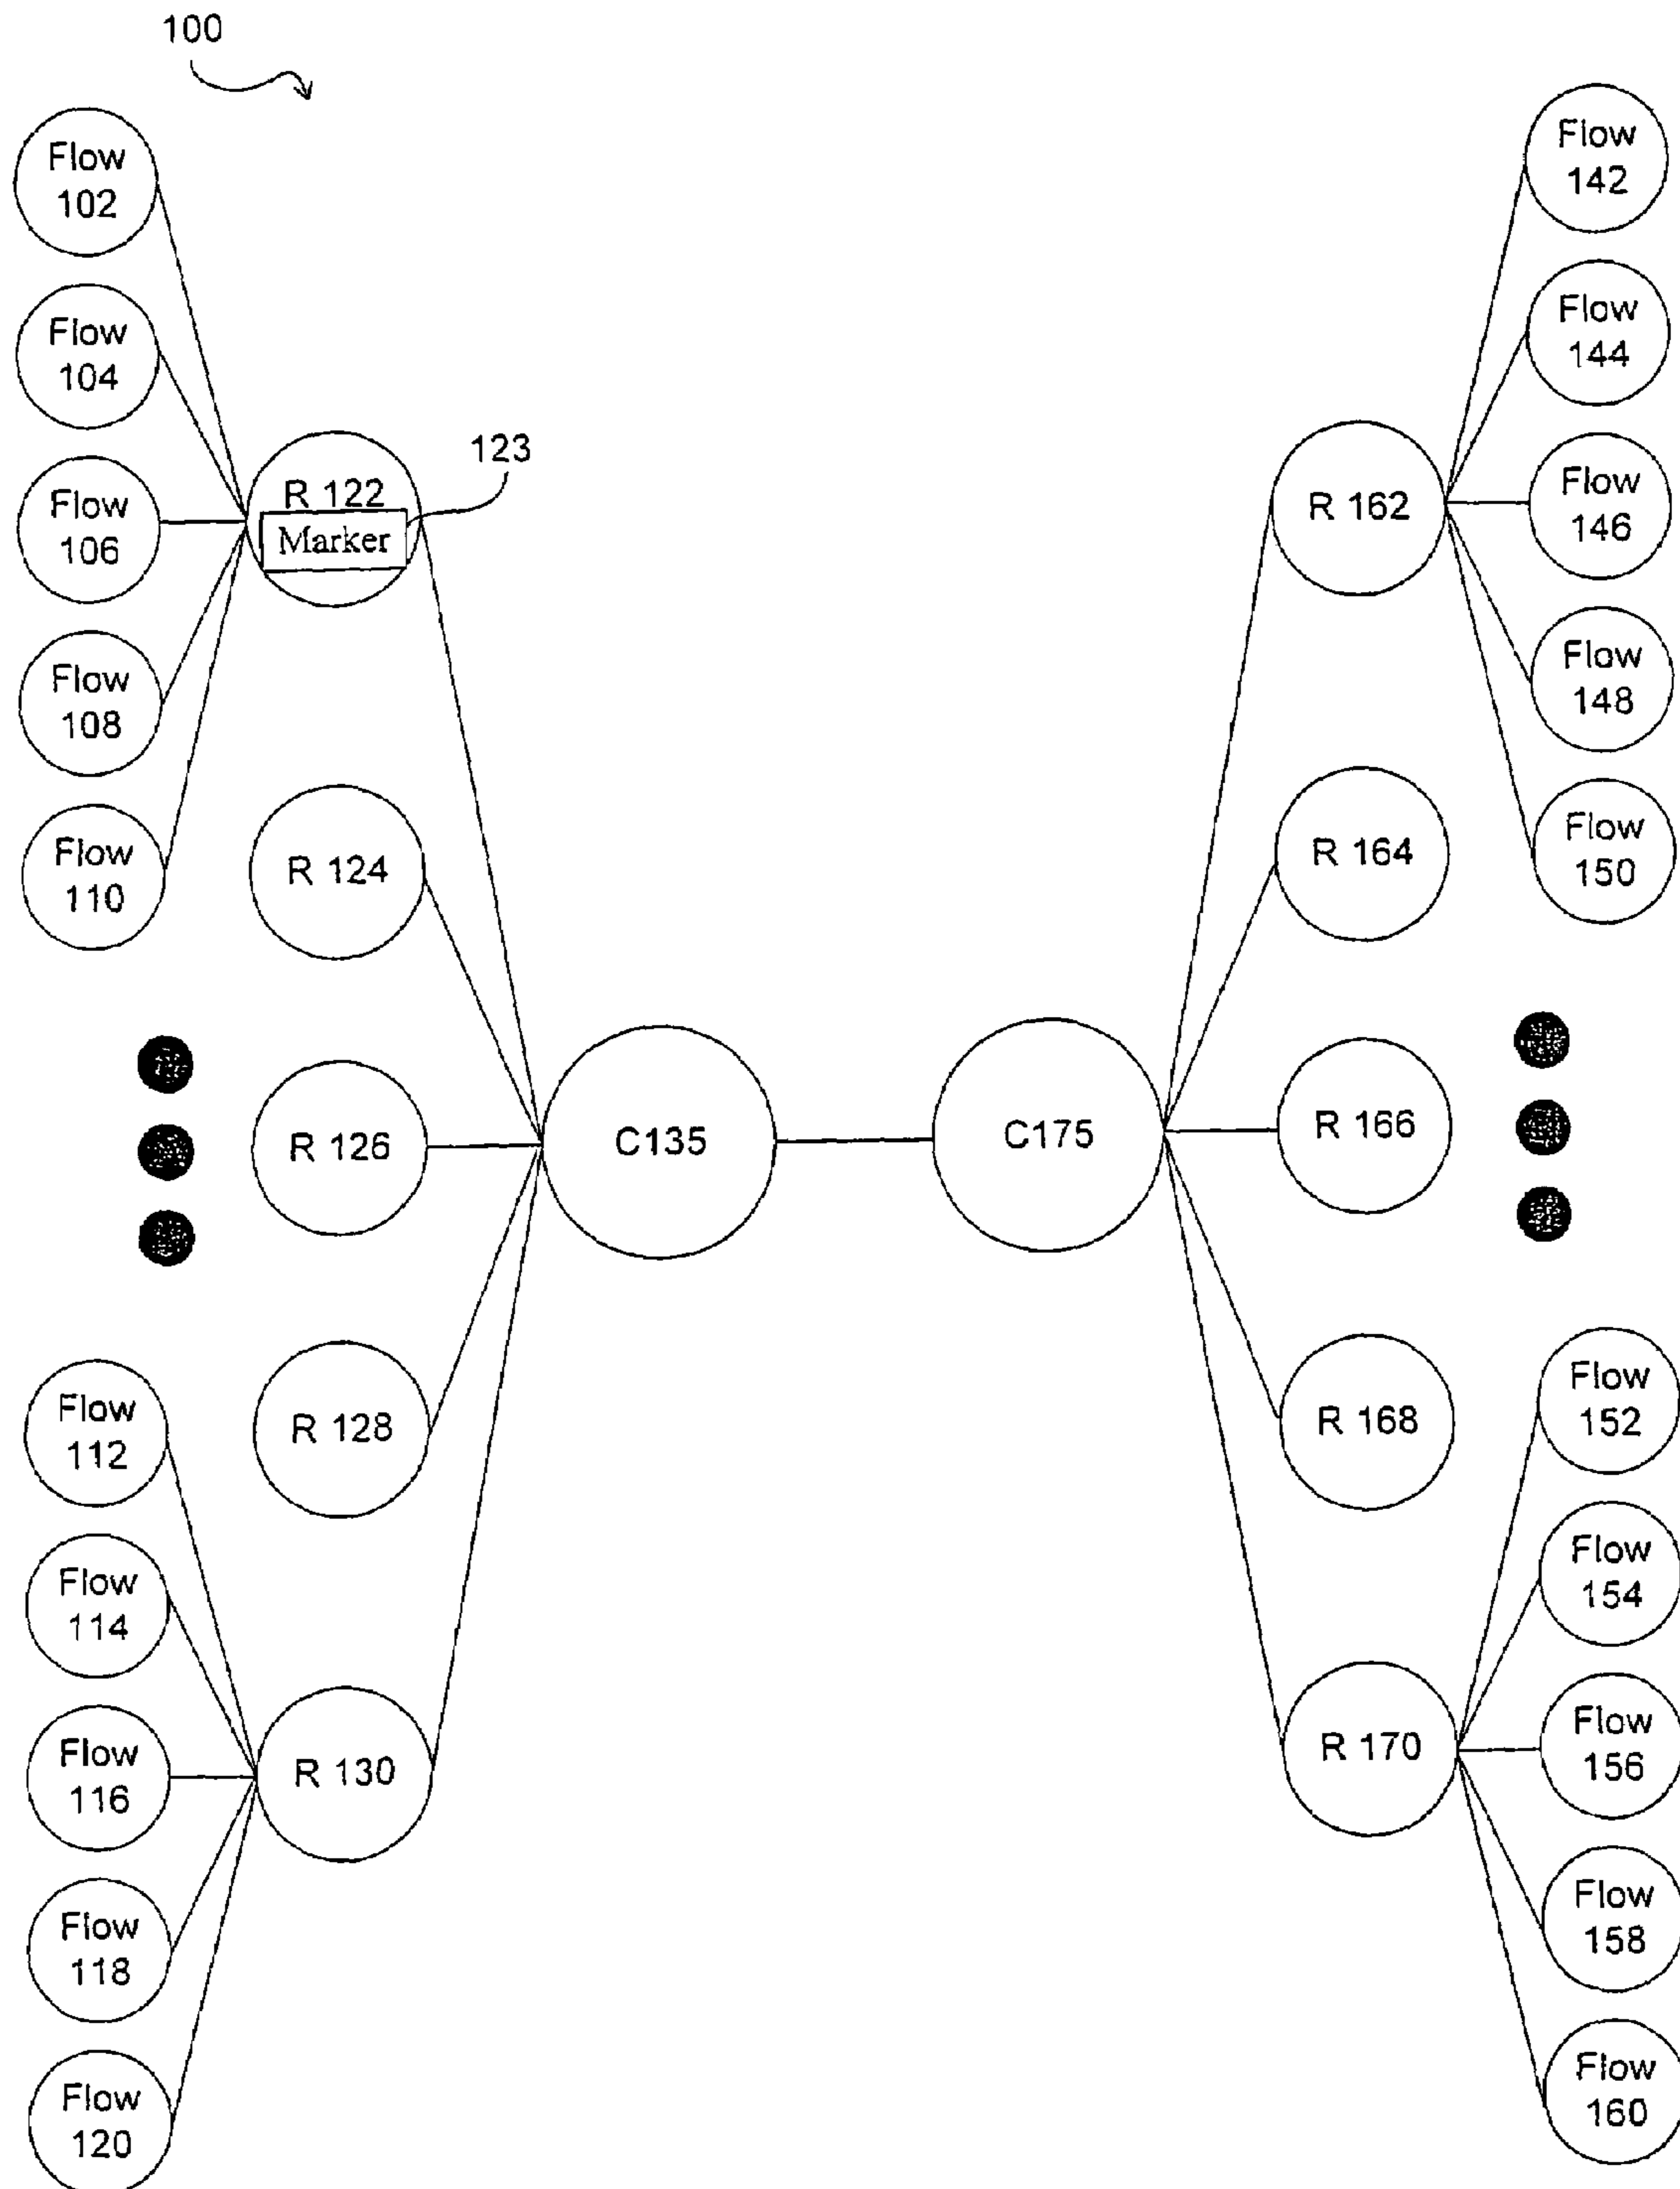 100
Flow
102
Flow
104
Flow
106
Flow
108
Flow
110
R 122
Marker
123
R 124
R 126
R 128
R 130
Flow
112
Flow
114
Flow
116
Flow
118
Flow
120
C135
C175
R 162
R 164
R 166
R 168
R 170
Flow
142
Flow
144
Flow
146
Flow
148
Flow
150
Flow
152
Flow
154
Flow
156
Flow
158
Flow
160